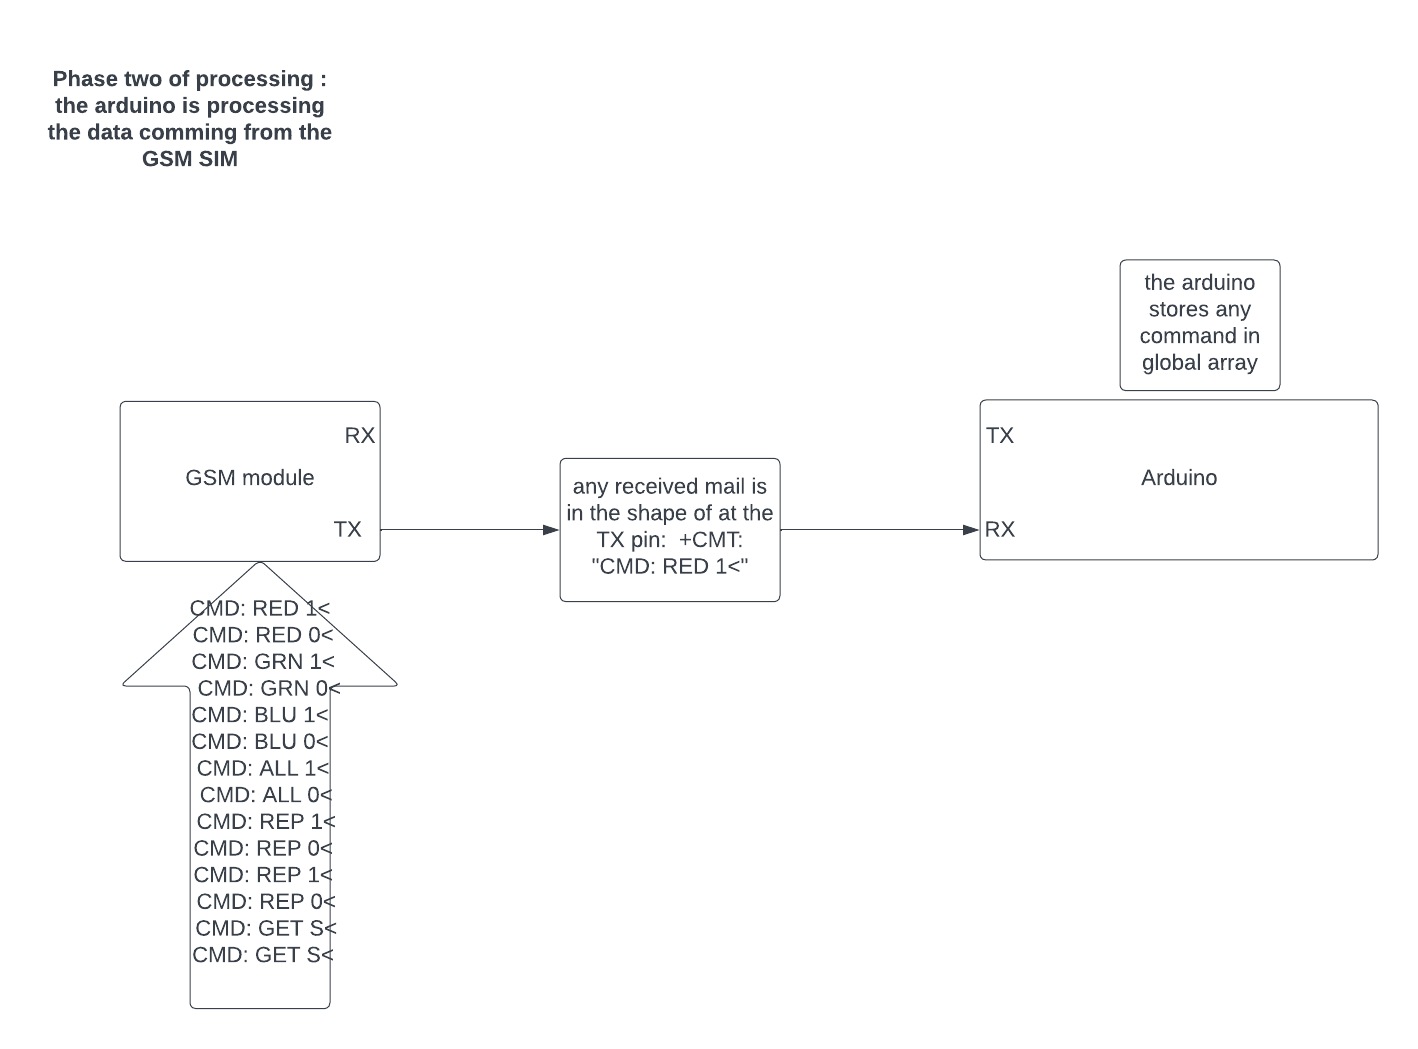 Phase two of processing :
the arduino is processing
the data comming from the
GSM SIM
the arduino
stores any
command in
global array
RX
GSM module
TX
any received mail is
in the shape of at the
TX pin:  +CMT:
"CMD: RED 1<"
TX
Arduino
RX
CMD: RED 1<
CMD: RED 0<
CMD: GRN 1<
CMD: GRN 0<
CMD: BLU 1<
CMD: BLU 0<
CMD: ALL 1<
CMD: ALL 0<
CMD: REP 1<
CMD: REP 0<
CMD: REP 1<
CMD: REP 0<
CMD: GET S<
CMD: GET S<